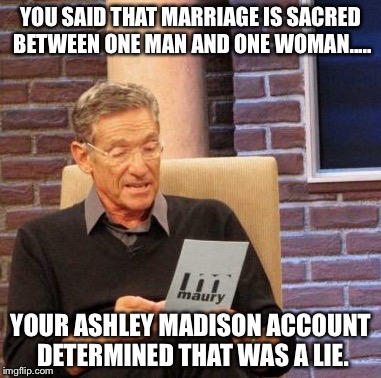 YOU SAID THAT MARRIAGE IS SACRED
BETWEEN ONE MAN AND ONE WOMAN.....
maury
YOUR ASHLEY MADISON ACCOUNT
DETERMINED THAT WAS A LIE.
imgflip.com